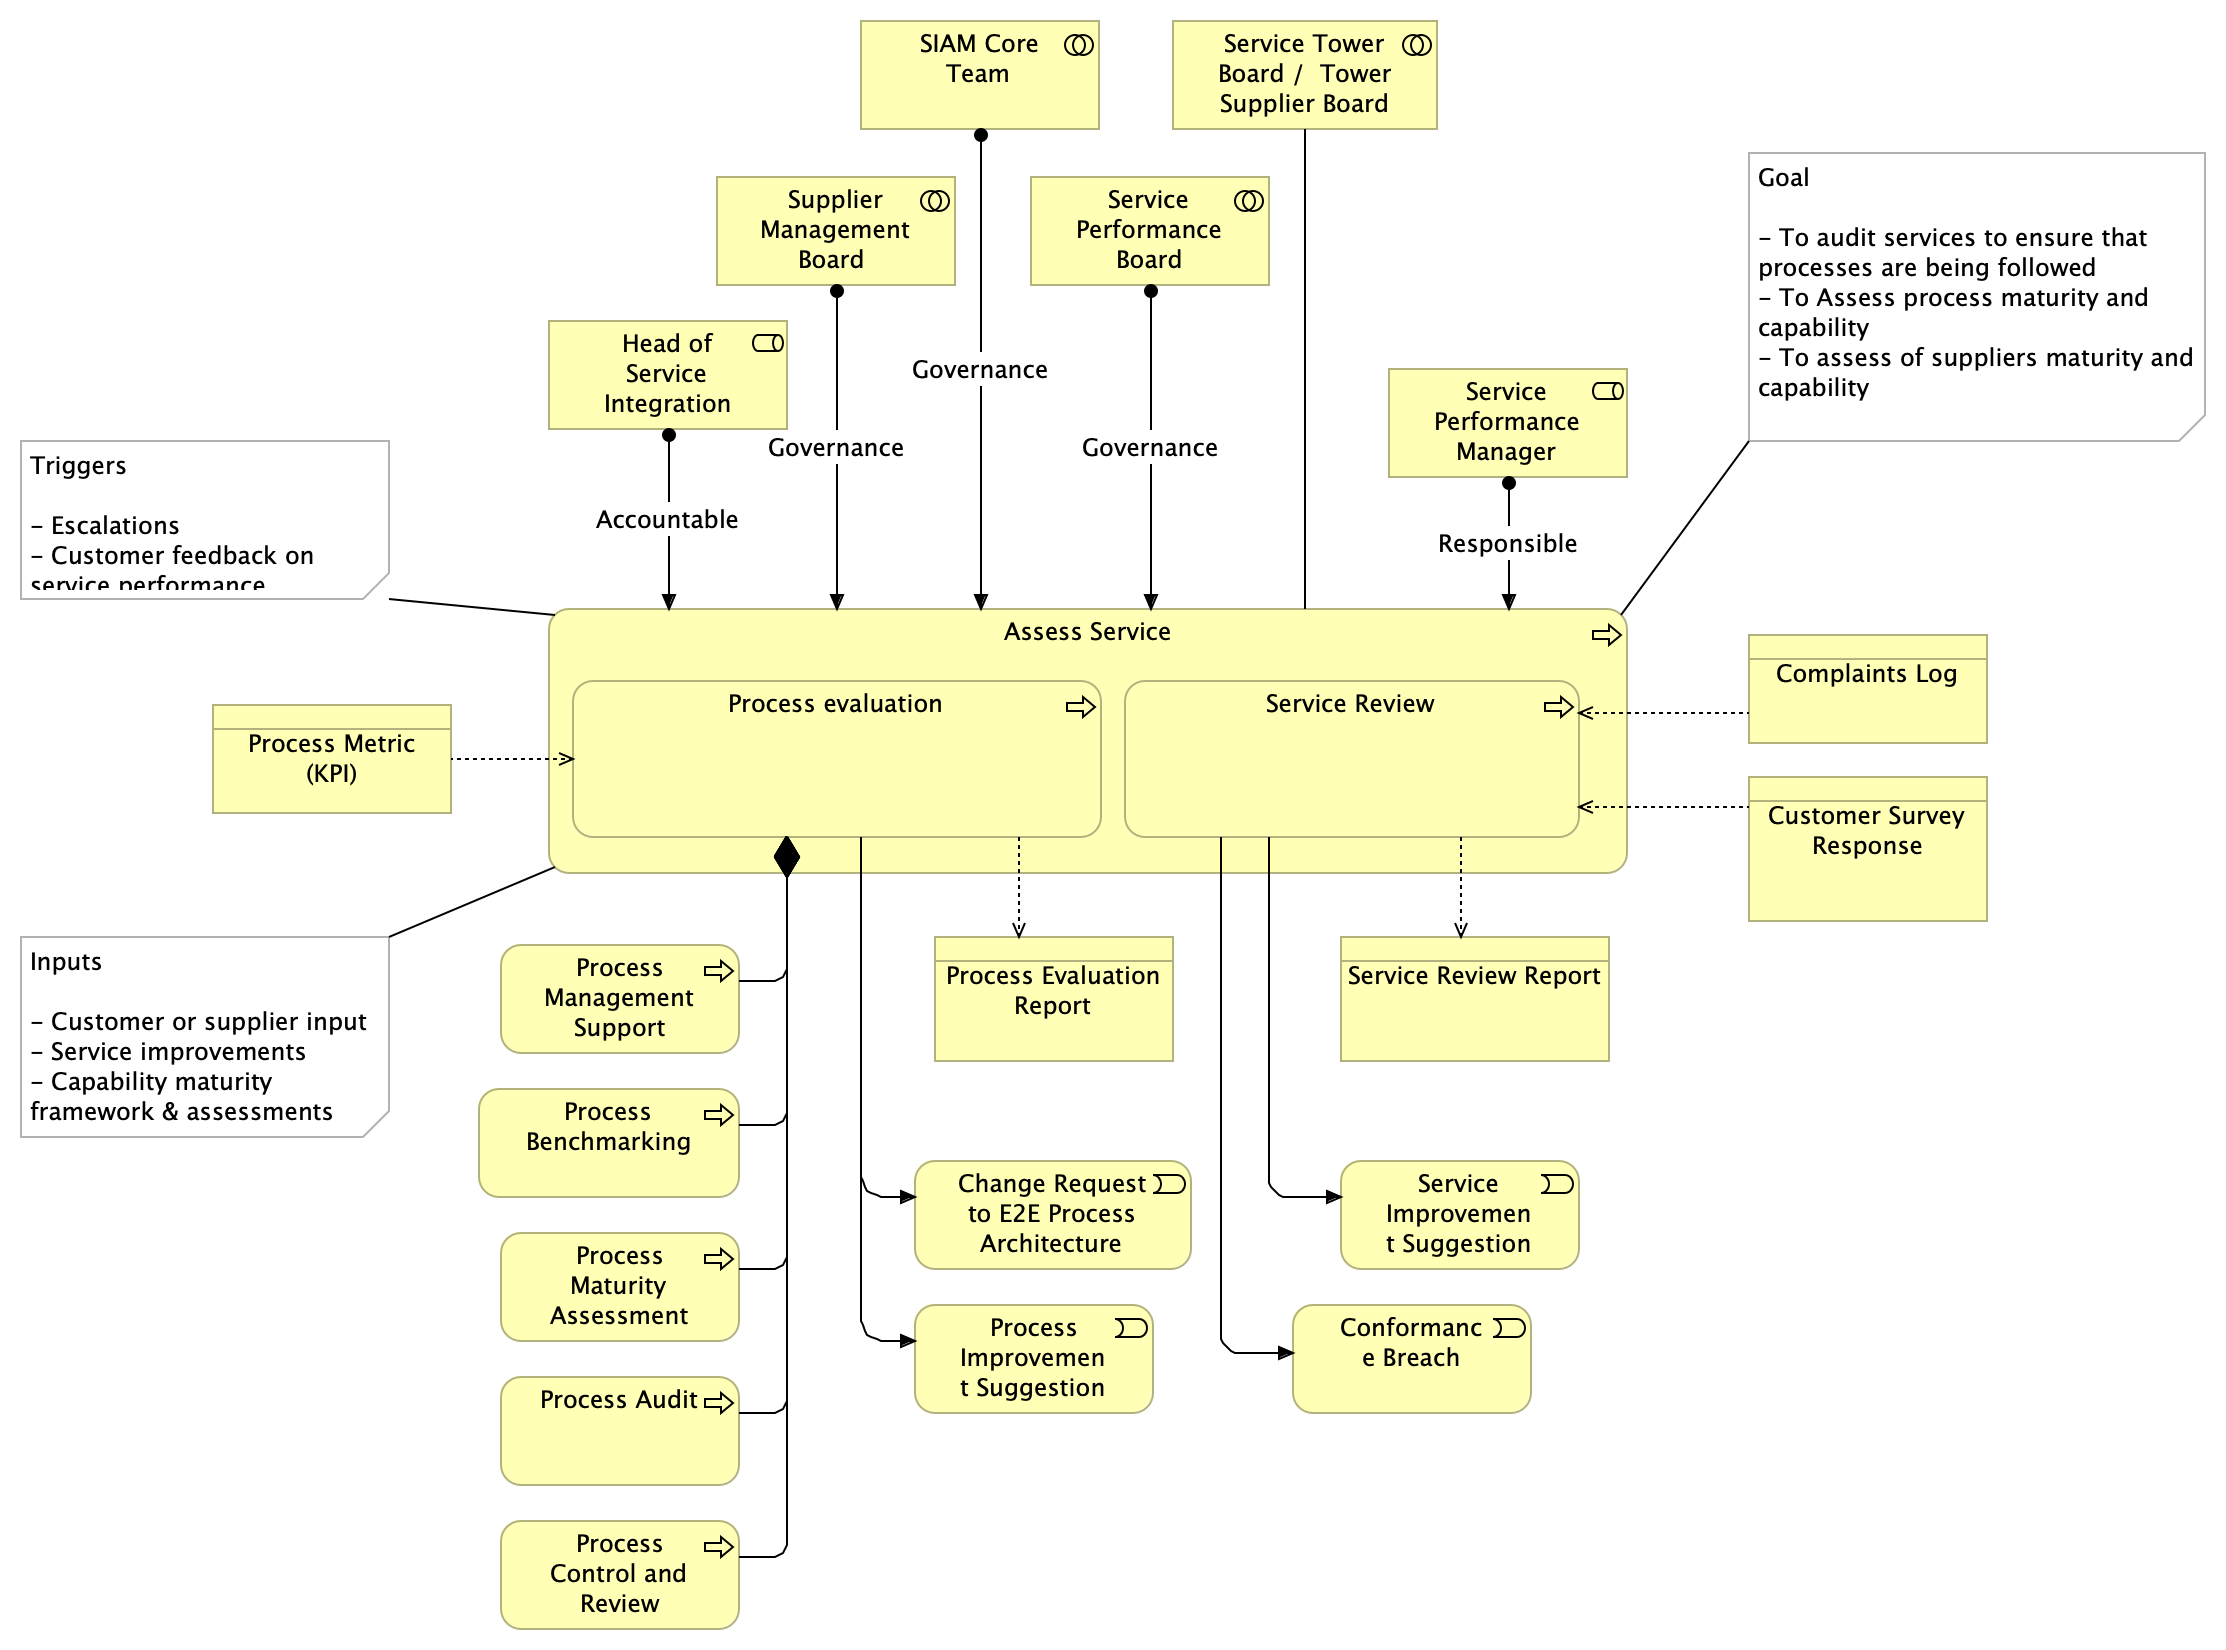 SIAM Core
Team
Service Tower
Board /  Tower
Supplier Board
Supplier
Management
Board
Service
Performance
Board
Goal
– To audit services to ensure that
processes are being followed
– To Assess process maturity and
capability
– To assess of suppliers maturity and
capability
Head of
Service
Integration
Governance
Service
Performance
Manager
Governance
Governance
Triggers
– Escalations
– Customer feedback on
service performance
Accountable
Responsible
Assess Service
Process evaluation
Service Review
Complaints Log
Process Metric
(KPI)
Customer Survey
Response
Inputs
– Customer or supplier input
– Service improvements
– Capability maturity
framework & assessments
Process
Management
Support
Process Evaluation
Report
Service Review Report
Process
Benchmarking
Change Request
to E2E Process
Architecture
Service
Improvemen
t Suggestion
Process
Maturity
Assessment
Process
Improvemen
t Suggestion
Conformanc
e Breach
Process Audit
Process
Control and
Review